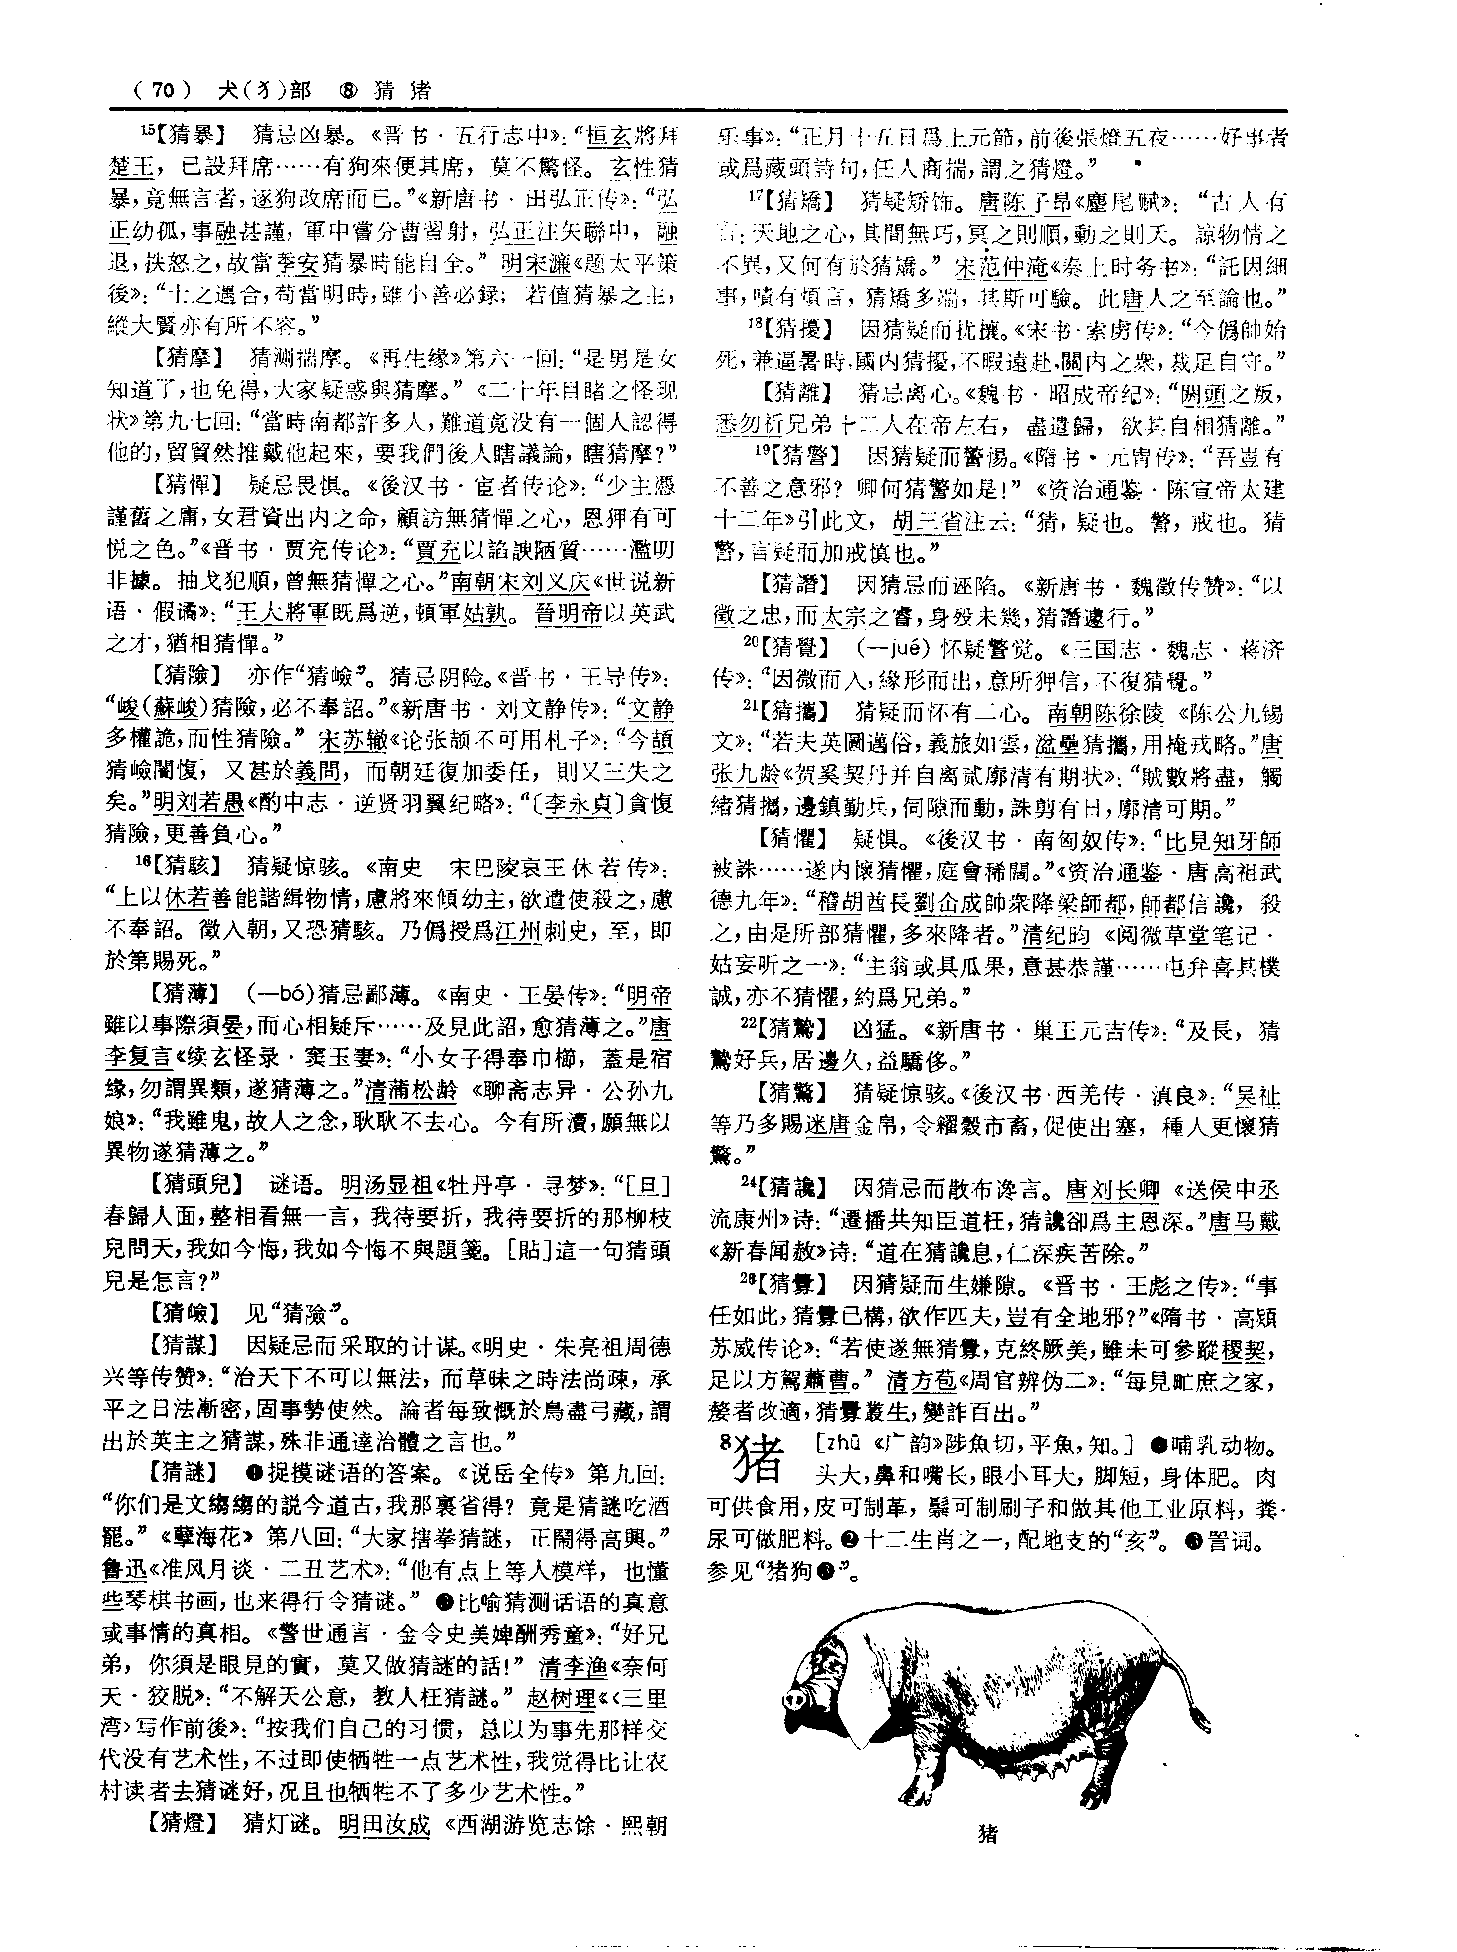 （70） 犬(犭)部 ⑧ 猜 猪
¹⁵【猜暴】 猜忌凶暴。《晋书·五行志中》：“桓玄將拜
楚王，已設拜席……有狗來便其席，莫不驚怪。玄性猜
暴，竟無言者，逐狗改席而已。”《新唐书·田弘正传》：“弘
正幼孤，事融甚謹，軍中嘗分曹習射，弘正注矢聯中，融
退，抶怒之，故當季安猜暴時能自全。” 明宋濂《题太平策
後》：“士之遇合，苟當明時，雖小善必録；若值猜暴之主，
縱大賢亦有所不容。”
【猜摩】 猜测揣摩。《再生缘》第六一回：“是男是女
知道了，也免得，大家疑惑與猜摩。”《二十年目睹之怪现
状》第九七回：“當時南都許多人，難道竟没有一個人認得
他的，貿貿然推戴他起來，要我們後人瞎議論，瞎猜摩？”
【猜憚】 疑忌畏惧。《後汉书·宦者传论》：“少主憑
謹舊之庸，女君資出内之命，顧訪無猜憚之心，恩狎有可
悦之色。”《晋书·贾充传论》：“賈充以諂諛陋質……濫叨
非據。抽戈犯順，曾無猜憚之心。”南朝宋刘义庆《世说新
语·假谲》：“王大將軍既爲逆，頓軍姑孰。晉明帝以英武
之才，猶相猜憚。”
【猜險】 亦作“猜嶮”。猜忌阴险。《晋书·王导传》：
“峻(蘇峻)猜險，必不奉詔。”《新唐书·刘文静传》：“文静
多權詭，而性猜險。” 宋苏辙《论张颉不可用札子》：“今頡
猜嶮闇愎，又甚於義問，而朝廷復加委任，則又三失之
矣。”明刘若愚《酌中志·逆贤羽翼纪略》：“〔李永貞〕貪愎
猜險，更善負心。”
¹⁶【猜駭】 猜疑惊骇。《南史 宋巴陵哀王休若传》：
“上以休若善能諧緝物情，慮將來傾幼主，欲遣使殺之，慮
不奉詔。徵入朝，又恐猜駭。乃僞授爲江州刺史，至，即
於第賜死。”
【猜薄】 (—bó)猜忌鄙薄。《南史·王晏传》：“明帝
雖以事際須晏，而心相疑斥……及見此詔，愈猜薄之。”唐
李复言《续玄怪录·窦玉妻》：“小女子得奉巾櫛，蓋是宿
緣，勿謂異類，遂猜薄之。”清蒲松龄《聊斋志异·公孙九
娘》：“我雖鬼，故人之念，耿耿不去心。今有所瀆，願無以
異物遂猜薄之。”
【猜頭兒】 谜语。明汤显祖《牡丹亭·寻梦》：“[旦]
春歸人面，整相看無一言，我待要折，我待要折的那柳枝
兒問天，我如今悔，我如今悔不與題箋。[貼]這一句猜頭
兒是怎言？”
【猜嶮】 见“猜險”。
【猜謀】 因疑忌而采取的计谋。《明史·朱亮祖周德
兴等传赞》：“治天下不可以無法，而草昧之時法尚疎，承
平之日法漸密，固事勢使然。論者每致慨於鳥盡弓藏，謂
出於英主之猜謀，殊非通達治體之言也。”
【猜謎】 ❶捉摸谜语的答案。《说岳全传》第九回：
“你们是文縐縐的説今道古，我那裏省得？竟是猜謎吃酒
罷。”《孽海花》第八回：“大家搳拳猜謎，正鬧得高興。”
鲁迅《准风月谈·二丑艺术》：“他有点上等人模样，也懂
些琴棋书画，也来得行令猜谜。” ❷比喻猜测话语的真意
或事情的真相。《警世通言·金令史美婢酬秀童》：“好兄
弟，你須是眼見的實，莫又做猜謎的話！” 清李渔《奈何
天·狡脱》：“不解天公意，教人枉猜謎。” 赵树理《〈三里
湾〉写作前後》：“按我们自己的习惯，总以为事先那样交
代没有艺术性，不过即使牺牲一点艺术性，我觉得比让农
村读者去猜谜好，况且也牺牲不了多少艺术性。”
【猜燈】 猜灯谜。明田汝成《西湖游览志馀·熙朝
乐事》：“正月十五日爲上元節，前後張燈五夜……好事者
或爲藏頭詩句，任人商揣，謂之猜燈。”
¹⁷【猜矯】 猜疑矫饰。唐陈子昂《麈尾赋》：“古人有
言：天地之心，其間無巧，冥之則順，動之則夭。諒物情之
不異，又何有於猜矯。” 宋范仲淹《奏上时务书》：“託因細
事，嘖有煩言，猜矯多端，其斯可驗。此唐人之至論也。”
¹⁸【猜擾】 因猜疑而扰攘。《宋书·索虏传》：“今僞帥始
死，兼逼暑時，國内猜擾，不暇遠赴，關内之衆，裁足自守。”
【猜離】 猜忌离心。《魏书·昭成帝纪》：“闕頭之叛，
悉勿祈兄弟十二人在帝左右，盡遣歸，欲其自相猜離。”
¹⁹【猜警】 因猜疑而警惕。《隋书·元胄传》：“吾豈有
不善之意邪？卿何猜警如是！”《资治通鉴·陈宣帝太建
十二年》引此文，胡三省注云：“猜，疑也。警，戒也。猜
警，言疑而加戒慎也。”
【猜譖】 因猜忌而诬陷。《新唐书·魏徵传赞》：“以
徵之忠，而太宗之睿，身殁未幾，猜譖遽行。”
²⁰【猜覺】 (—jué) 怀疑警觉。《三国志·魏志·蒋济
传》：“因微而入，緣形而出，意所狎信，不復猜覺。”
²¹【猜攜】 猜疑而怀有二心。南朝陈徐陵《陈公九锡
文》：“若夫英圖邁俗，義旅如雲，湓壘猜攜，用掩戎略。”唐
张九龄《贺奚契丹并自离贰廓清有期状》：“賊數將盡，觸
緒猜攜，邊鎮勤兵，伺隙而動，誅剪有日，廓清可期。”
【猜懼】 疑惧。《後汉书·南匈奴传》：“比見知牙師
被誅……遂内懷猜懼，庭會稀闊。”《资治通鉴·唐高祖武
德九年》：“稽胡酋長劉仚成帥衆降梁師都，師都信讒，殺
之，由是所部猜懼，多來降者。”清纪昀《阅微草堂笔记·
姑妄听之一》：“主翁或具瓜果，意甚恭謹……屯弁喜其樸
誠，亦不猜懼，約爲兄弟。”
²²【猜鷙】 凶猛。《新唐书·巢王元吉传》：“及長，猜
鷙好兵，居邊久，益驕侈。”
【猜驚】 猜疑惊骇。《後汉书·西羌传·滇良》：“吴祉
等乃多賜迷唐金帛，令糴穀市畜，促使出塞，種人更懷猜
驚。”
²⁴【猜讒】 因猜忌而散布谗言。唐刘长卿《送侯中丞
流康州》诗：“遷播共知臣道枉，猜讒卻爲主恩深。”唐马戴
《新春闻赦》诗：“道在猜讒息，仁深疾苦除。”
²⁶【猜釁】 因猜疑而生嫌隙。《晋书·王彪之传》：“事
任如此，猜釁已構，欲作匹夫，豈有全地邪？”《隋书·高颎
苏威传论》：“若使遂無猜釁，克終厥美，雖未可參蹤稷契，
足以方駕蕭曹。” 清方苞《周官辨伪二》：“每見甿庶之家，
嫠者改適，猜釁叢生，變詐百出。”
⁸猪 [zhū 《广韵》陟魚切，平魚，知。] ❶哺乳动物。
头大，鼻和嘴长，眼小耳大，脚短，身体肥。肉
可供食用，皮可制革，鬃可制刷子和做其他工业原料，粪
尿可做肥料。❷十二生肖之一，配地支的“亥”。❸詈词。
参见“猪狗❷”。
猪